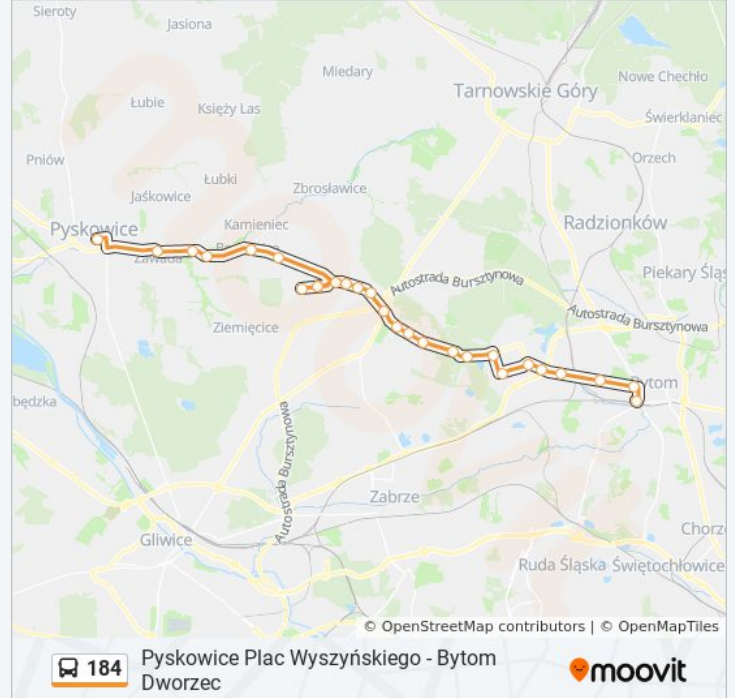 Sieroty
Jasiona
Miedary
Nowe Chechło
Tarnowskie Góry
Łubie
Księży Las
Świerklaniec
Pniów
Orzech
Łubki
Zbrosławice
Jaśkowice
Pyskowice
Kamieniec
Radzionków
Zawada
Piekary Ślą
Autostrada Bursztynowa
Ziemięcice
Autostrada Bursztynowa
Bytom
będzka
Autostrada Bursztynowa
Zabrze
Gliwice
Chorz
Ruda Śląska
Świętochłowice
© OpenStreetMap contributors | © OpenMapTiles
184
Pyskowice Plac Wyszyńskiego - Bytom
Dworzec
moovit